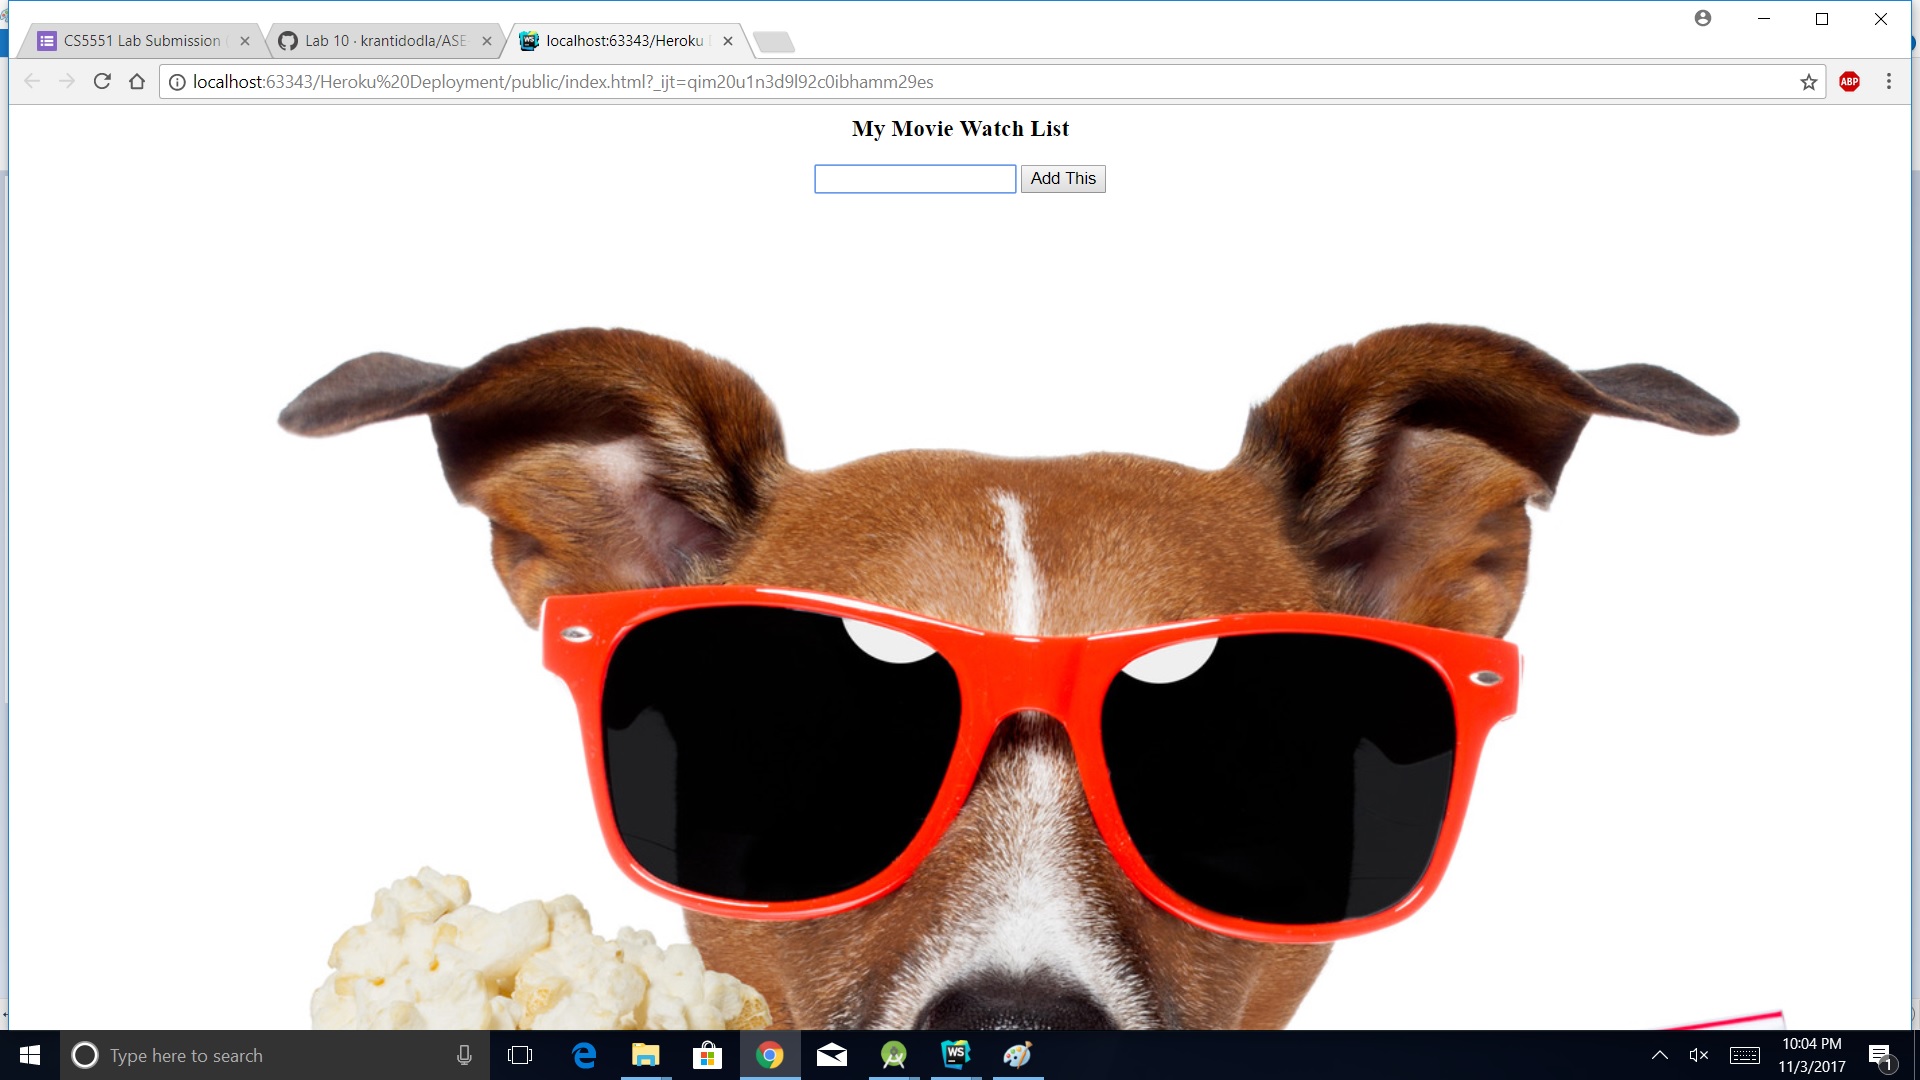 CS5551 Lab Submission
Lab 10 · krantidodla/ASE-
localhost:63343/Heroku
localhost:63343/Heroku%20Deployment/public/index.html?_ijt=qim20u1n3d9l92c0ibhamm29es
ABP
My Movie Watch List
Add This
Type here to search
WS
10:04 PM
11/3/2017
1